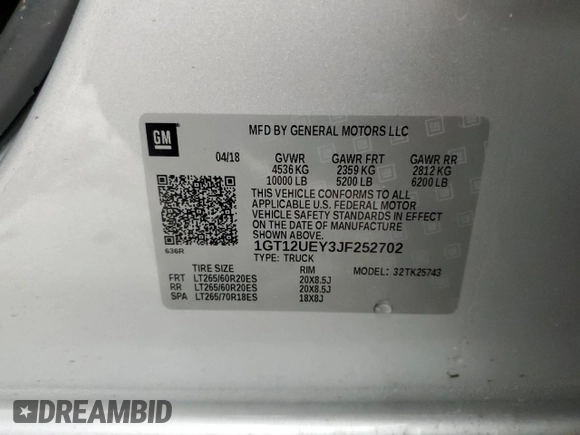 GM
MFD BY GENERAL MOTORS LLC
04/18 GVWR GAWR FRT GAWR RR
4536 KG 2359 KG 2812 KG
10000 LB 5200 LB 6200 LB
THIS VEHICLE CONFORMS TO ALL
APPLICABLE U.S. FEDERAL MOTOR
VEHICLE SAFETY STANDARDS IN EFFECT
ON THE DATE OF MANUFACTURE
SHOWN ABOVE.
636R
1GT12UEY3JF252702
TYPE: TRUCK
TIRE SIZE RIM MODEL: 32TK25743
FRT LT265/60R20ES 20X8.5J
RR LT265/60R20ES 20X8.5J
SPA LT265/70R18ES 18X8J
DREAMBID